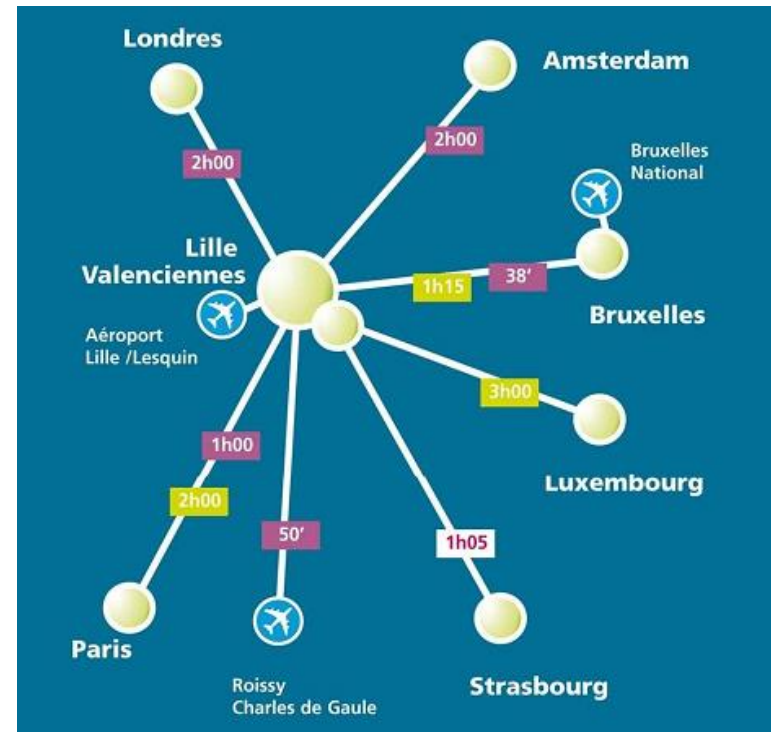 Londres
Amsterdam
2h00
2h00
Bruxelles
National
Lille
Valenciennes
1h15
38'
Bruxelles
Aéroport
Lille /Lesquin
3h00
1h00
2h00
Luxembourg
50'
1h05
Paris
Roissy
Charles de Gaule
Strasbourg